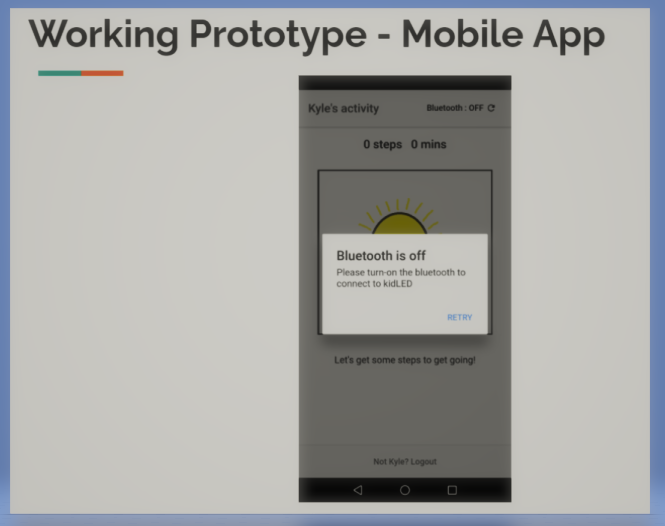 Working Prototype - Mobile App
Kyle's activity
Bluetooth : OFF
0 steps 0 mins
Bluetooth is off
Please turn-on the bluetooth to
connect to kidLED
RETRY
Let's get some steps to get going!
Not Kyle? Logout